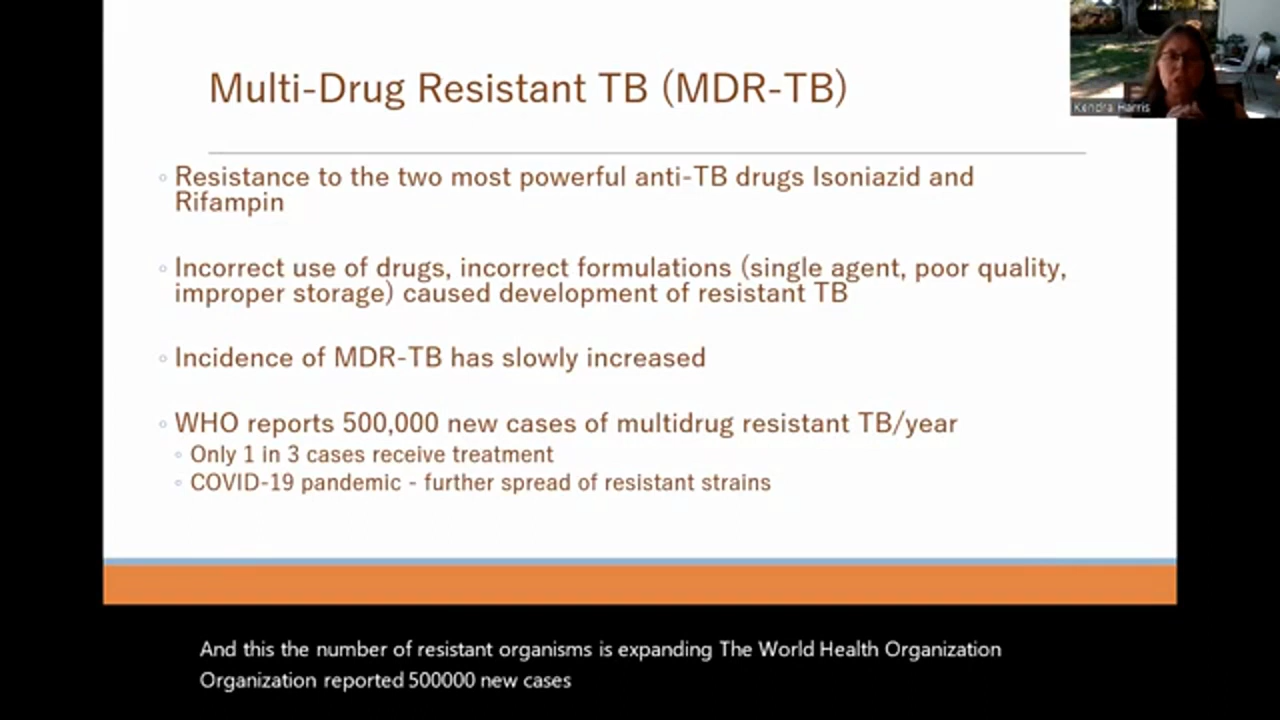 Multi-Drug Resistant TB (MDR-TB)
Kendra Harris
◦ Resistance to the two most powerful anti-TB drugs Isoniazid and
Rifampin
◦ Incorrect use of drugs, incorrect formulations (single agent, poor quality,
improper storage) caused development of resistant TB
◦ Incidence of MDR-TB has slowly increased
◦ WHO reports 500,000 new cases of multidrug resistant TB/year
◦ Only 1 in 3 cases receive treatment
◦ COVID-19 pandemic - further spread of resistant strains
And this the number of resistant organisms is expanding The World Health Organization
Organization reported 500000 new cases